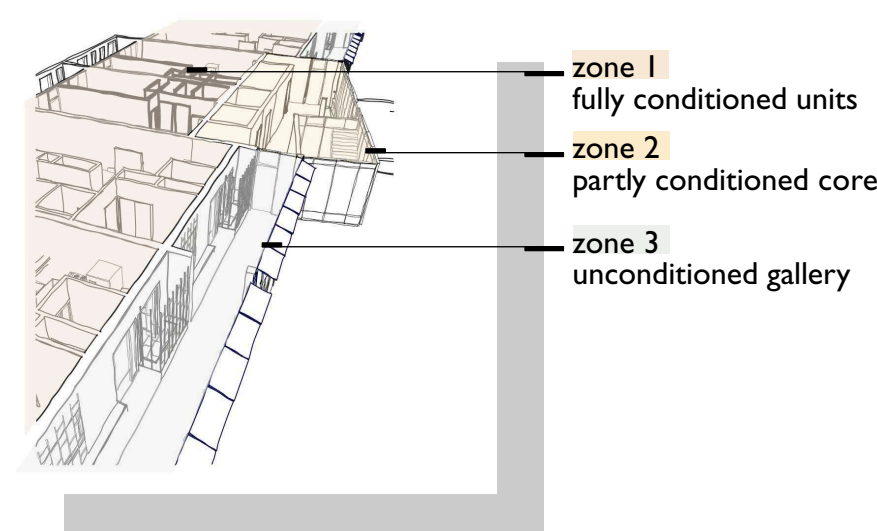 zone 1
fully conditioned units
zone 2
partly conditioned core
zone 3
unconditioned gallery